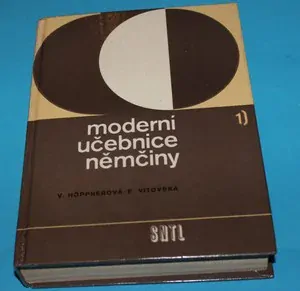 moderní
učebnice
němčiny
1)
V. HÖPPNEROVÁ E. VITOVSKÁ
SNTL